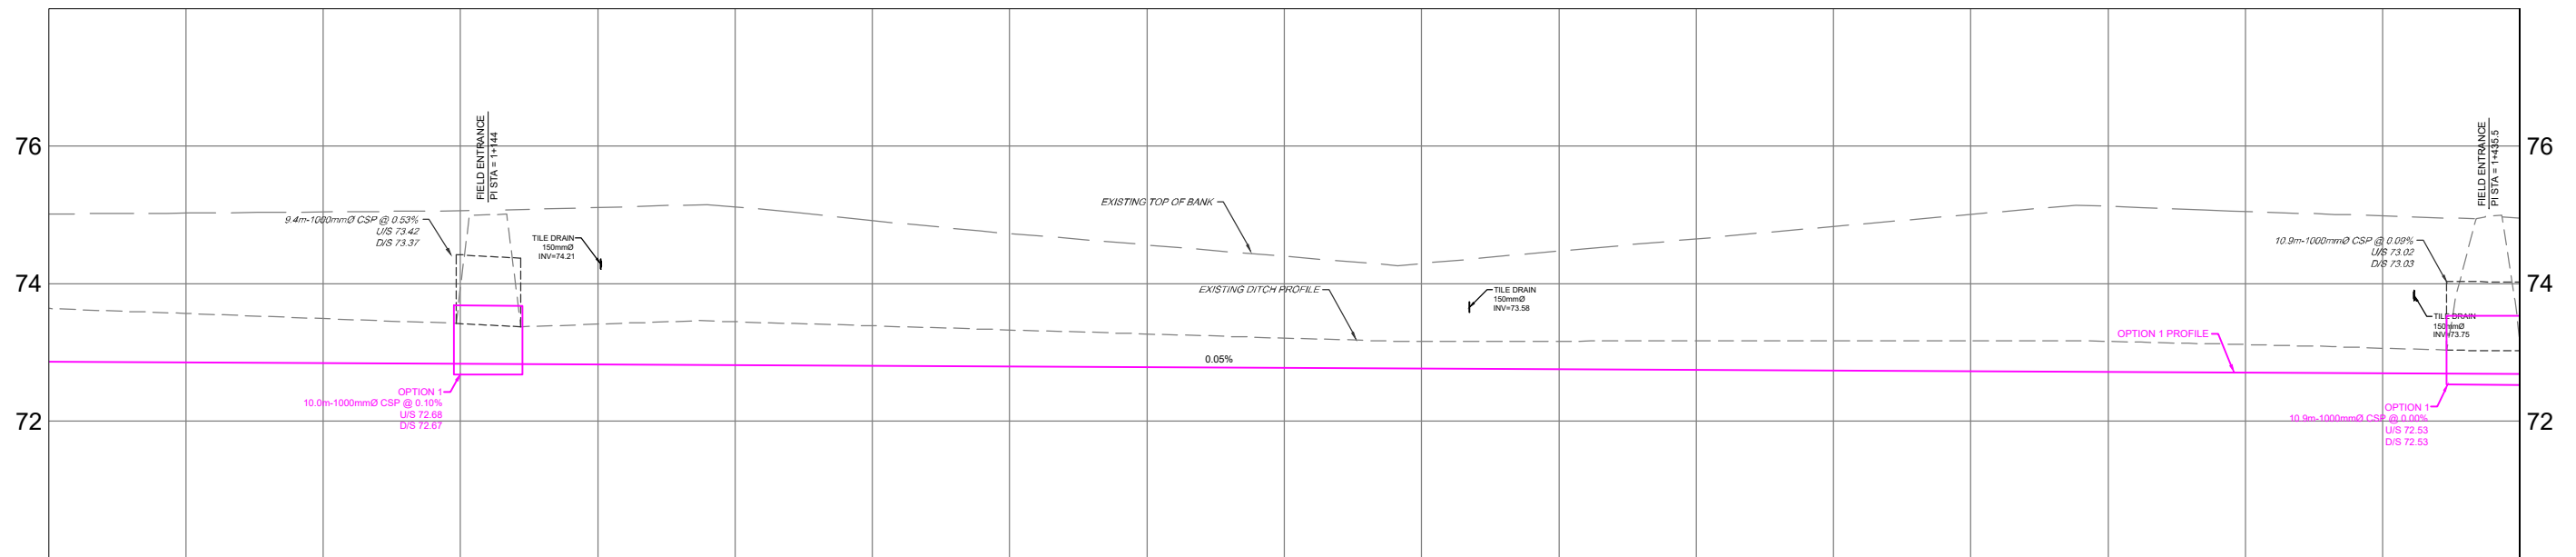 76
74
72
FIELD ENTRANCE
PI STA = 1+144
9.4m-1000mmØ CSP @ 0.53%
U/S 73.42
D/S 73.37
TILE DRAIN
150mmØ
INV=74.21
OPTION 1
10.0m-1000mmØ CSP @ 0.10%
U/S 72.68
D/S 72.67
EXISTING TOP OF BANK
EXISTING DITCH PROFILE
0.05%
TILE DRAIN
150mmØ
INV=73.58
OPTION 1 PROFILE
FIELD ENTRANCE
PI STA = 1+435.5
10.9m-1000mmØ CSP @ 0.09%
U/S 73.02
D/S 73.03
TILE DRAIN
150mmØ
INV=73.75
OPTION 1
10.9m-1000mmØ CSP @ 0.00%
U/S 72.53
D/S 72.53
76
74
72